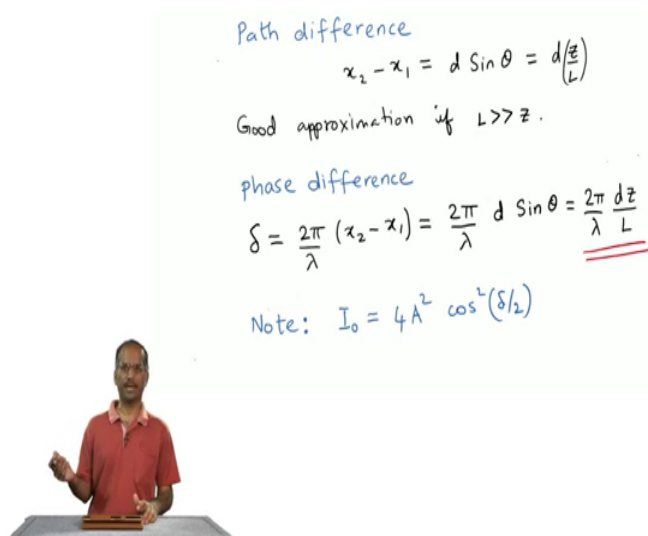 Path difference
x₂ - x₁ = d Sin θ = d(z/L)
Good approximation if L >> z.
phase difference
δ = 2π/λ (x₂ - x₁) = 2π/λ d Sin θ = 2π/λ dz/L
Note: I₀ = 4A² cos²(δ/2)